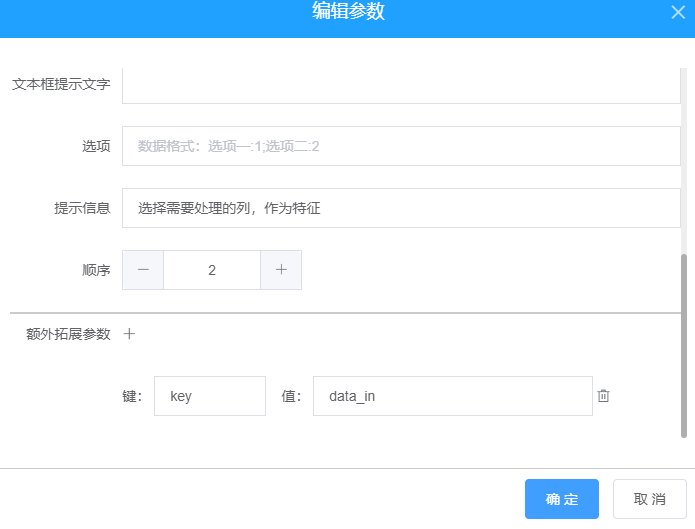 编辑参数
文本框提示文字
选项 数据格式：选项一:1;选项二:2
提示信息 选择需要处理的列，作为特征
顺序 2
额外拓展参数
键： key 值： data_in
确 定 取 消